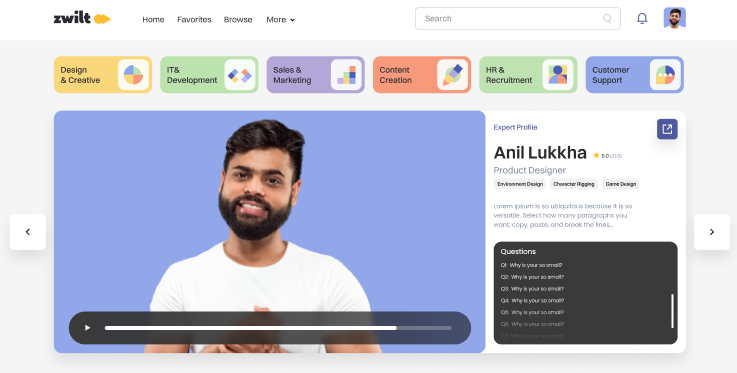 zwilt
Home Favorites Browse More
Search
Design
& Creative
IT&
Development
Sales &
Marketing
Content
Creation
HR &
Recruitment
Customer
Support
Expert Profile
Anil Lukkha 5.0 (215)
Product Designer
Environment Design Character Rigging Game Design
Lorem ipsum is so ubiquitous because it is so
versatile. Select how many paragraphs you
want, copy, paste, and break the lines...
Questions
Q1: Why is your so small?
Q2: Why is your so small?
Q3: Why is your so small?
Q4: Why is your so small?
Q5: Why is your so small?
Q6: Why is your so small?